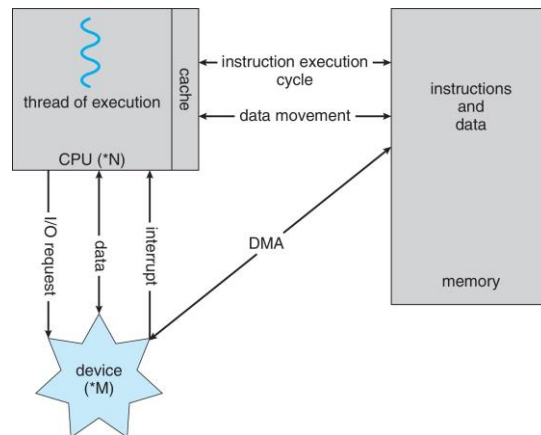 thread of execution
cache
CPU (*N)
instruction execution
cycle
data movement
instructions
and
data
I/O request
data
interrupt
DMA
memory
device
(*M)